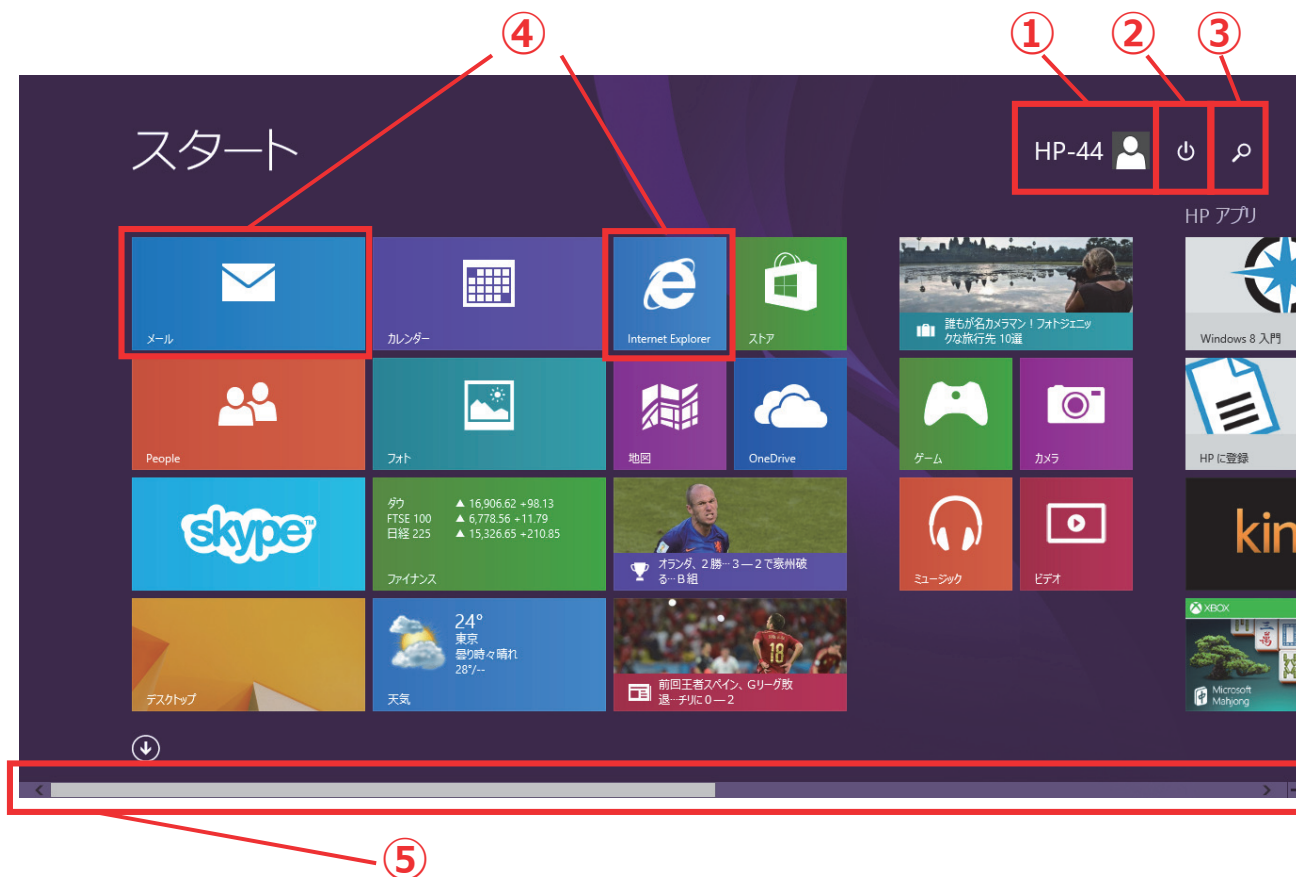 ④
①
②
③
スタート
HP-44
HP アプリ
メール
カレンダー
Internet Explorer
ストア
誰もが名カメラマン！フォトジェニッ
クな旅行先 10選
Windows 8 入門
People
フォト
地図
OneDrive
ゲーム
カメラ
HP に登録
skype™
ダウ ▲ 16,906.62 +98.13
FTSE 100 ▲ 6,778.56 +11.79
日経 225 ▲ 15,326.65 +210.85
ファイナンス
オランダ、２勝…３―２で豪州破
る…Ｂ組
ミュージック
ビデオ
kin
デスクトップ
24°
東京
曇り時々晴れ
28°/--
天気
18
前回王者スペイン、Gリーグ敗
退…チリに０―２
XBOX
Microsoft
Mahjong
⑤